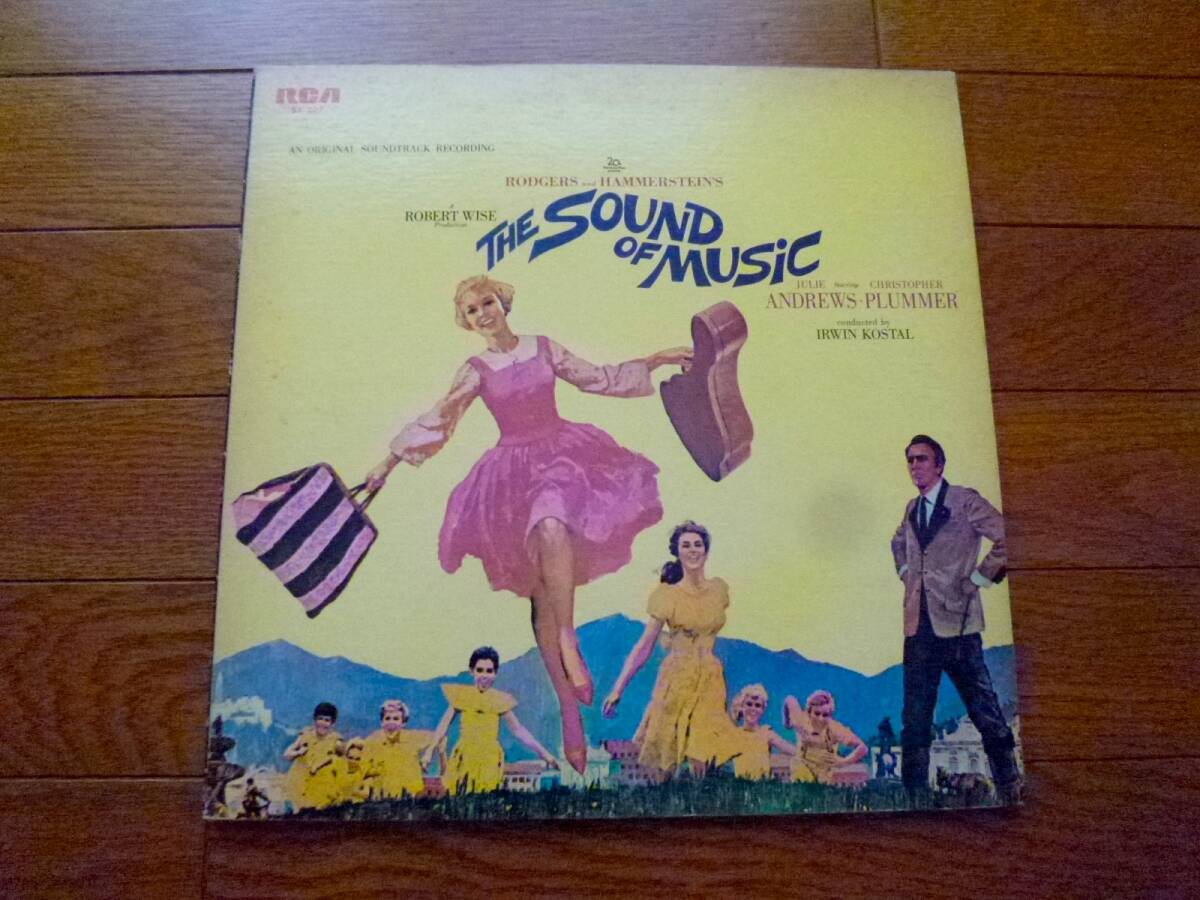 RCA
AN ORIGINAL SOUNDTRACK RECORDING
20
RODGERS and HAMMERSTEIN'S
A
ROBERT WISE
Production
THE SOUND
OF MUSIC
JULIE Starring CHRISTOPHER
ANDREWS · PLUMMER
conducted by
IRWIN KOSTAL